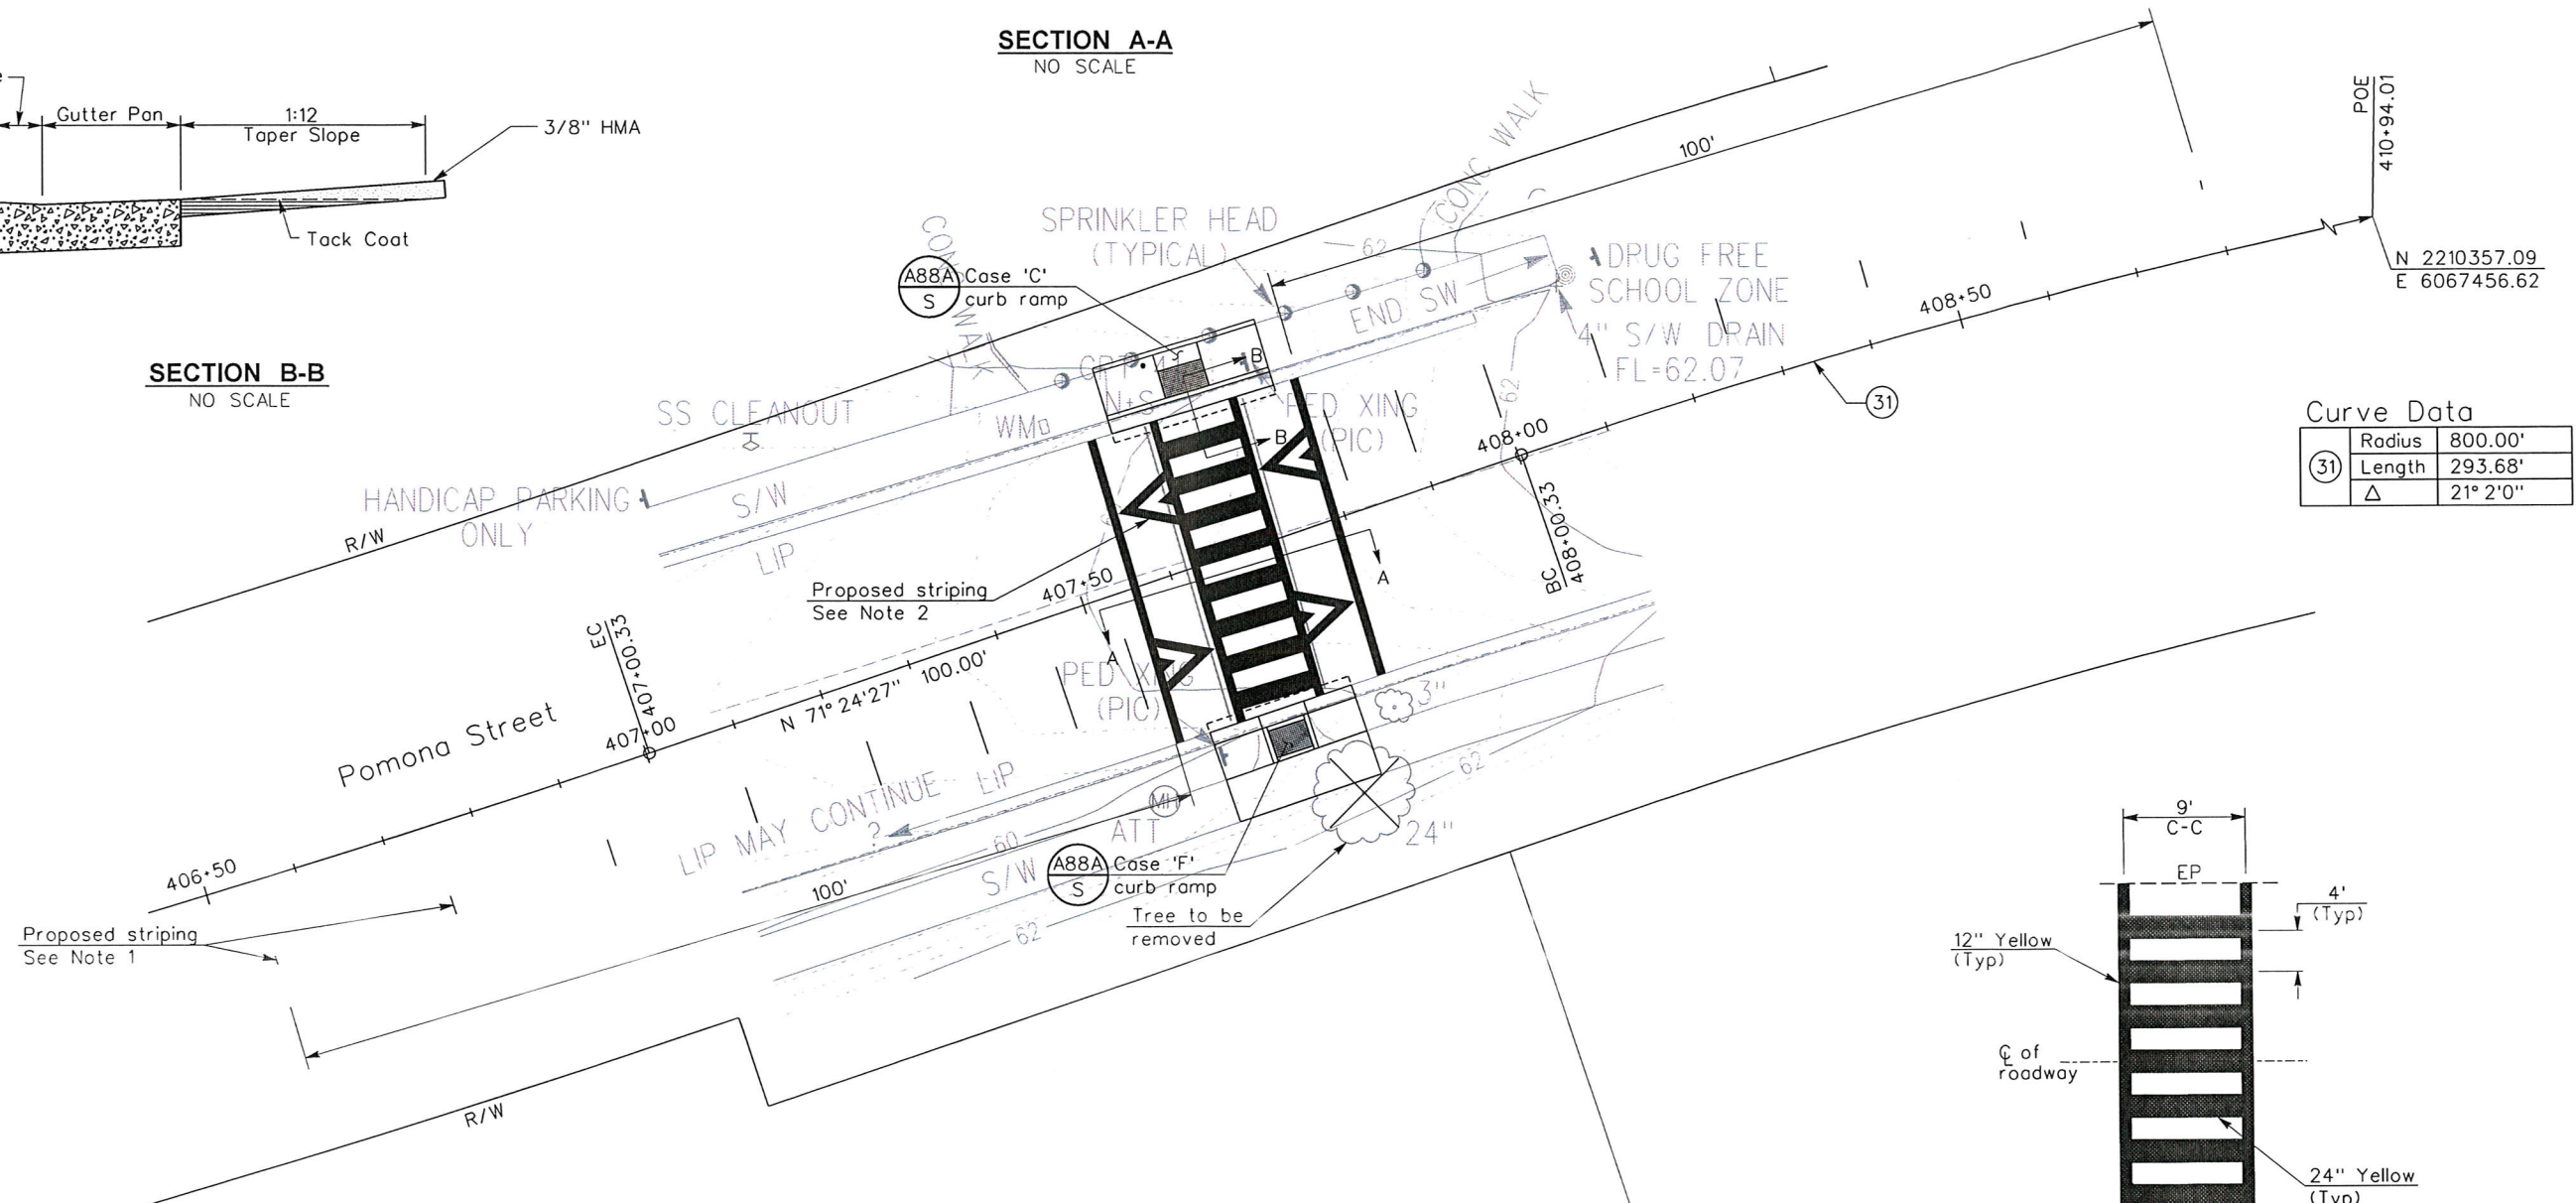 SECTION A-A
NO SCALE
Gutter Pan
1:12
Taper Slope
3/8" HMA
Tack Coat
SECTION B-B
NO SCALE
100'
POE
410+94.01
N 2210357.09
E 6067456.62
CONC WALK
SPRINKLER HEAD
(TYPICAL)
62
DPUG FREE
SCHOOL ZONE
END SW
4" S/W DRAIN
FL=62.07
408+50
31
A88A
S
Case 'C'
curb ramp
B
B
N+S
WM
SS CLEANOUT
PED XING
(PIC)
62
408+00
BC
408+00.33
Curve Data
31
Radius 800.00'
Length 293.68'
Δ 21° 2'0"
HANDICAP PARKING
ONLY
S/W
LIP
R/W
Proposed striping
See Note 2
407+50
A
A
EC
407+00.33
407+00
N 71° 24'27" 100.00'
Pomona Street
PED XING
(PIC)
3"
62
24"
LIP MAY CONTINUE
?
LIP
MH
ATT
60
S/W
62
100'
A88A
S
Case 'F'
curb ramp
Tree to be
removed
406+50
Proposed striping
See Note 1
R/W
9'
C-C
EP
4'
(Typ)
12" Yellow
(Typ)
℄ of
roadway
24" Yellow
(Typ)